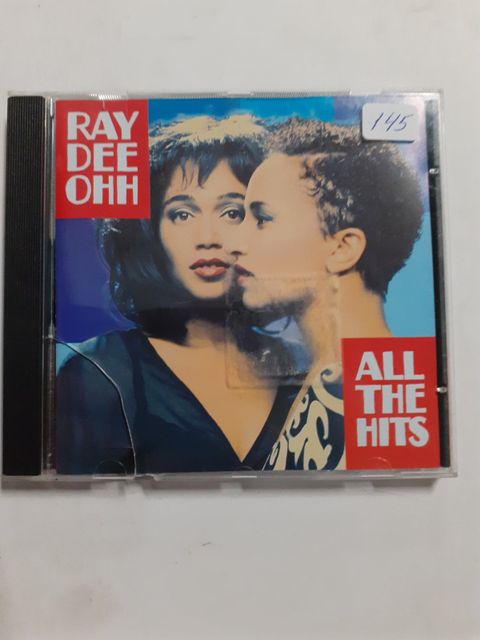 RAY
DEE
OHH
145
ALL
THE
HITS